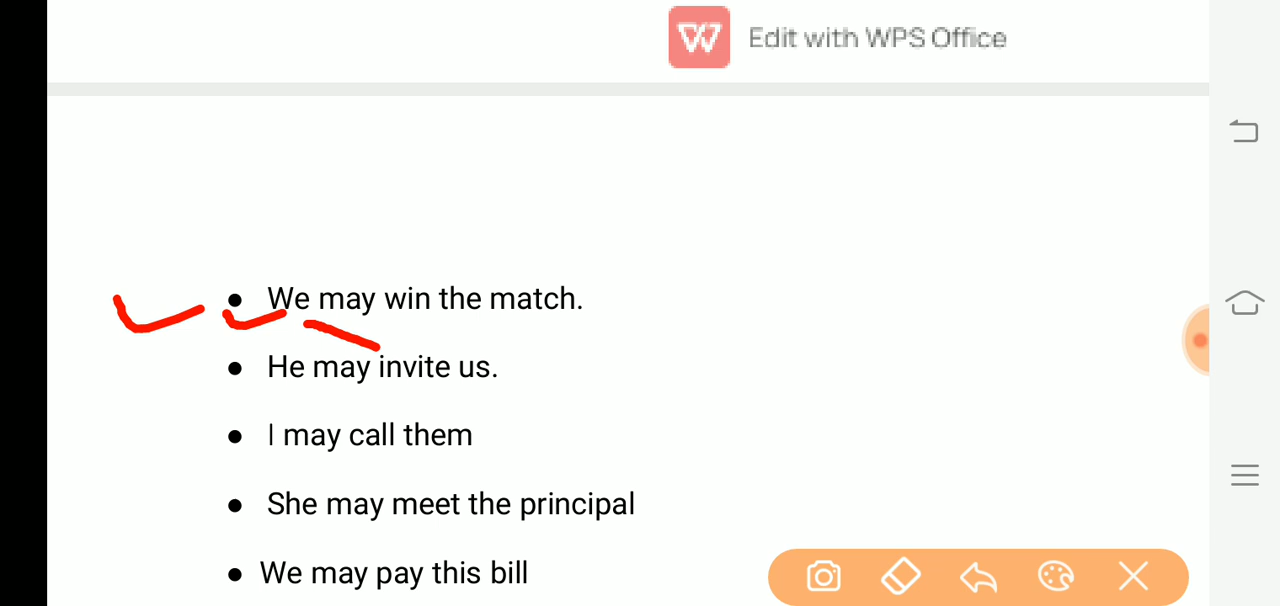 Edit with WPS Office
● We may win the match.
● He may invite us.
● I may call them
● She may meet the principal
● We may pay this bill